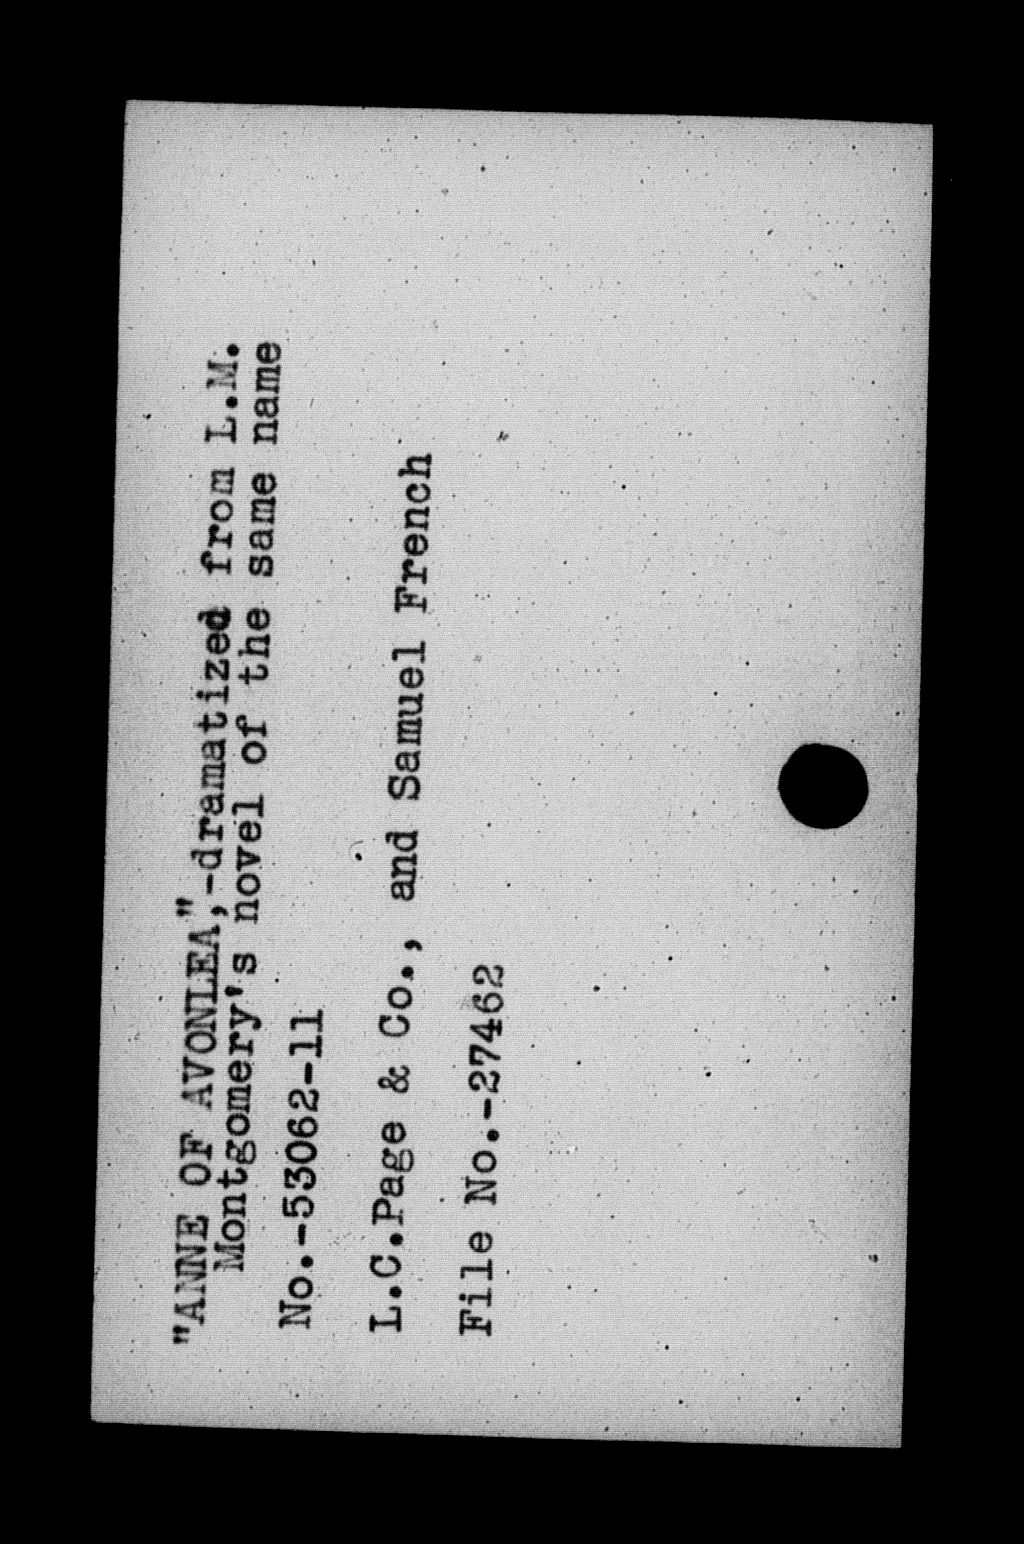 "ANNE OF AVONLEA",-dramatized from L.M.
Montgomery's novel of the same name
No.-53062-11
L.C.Page & Co., and Samuel French
File No.-27462